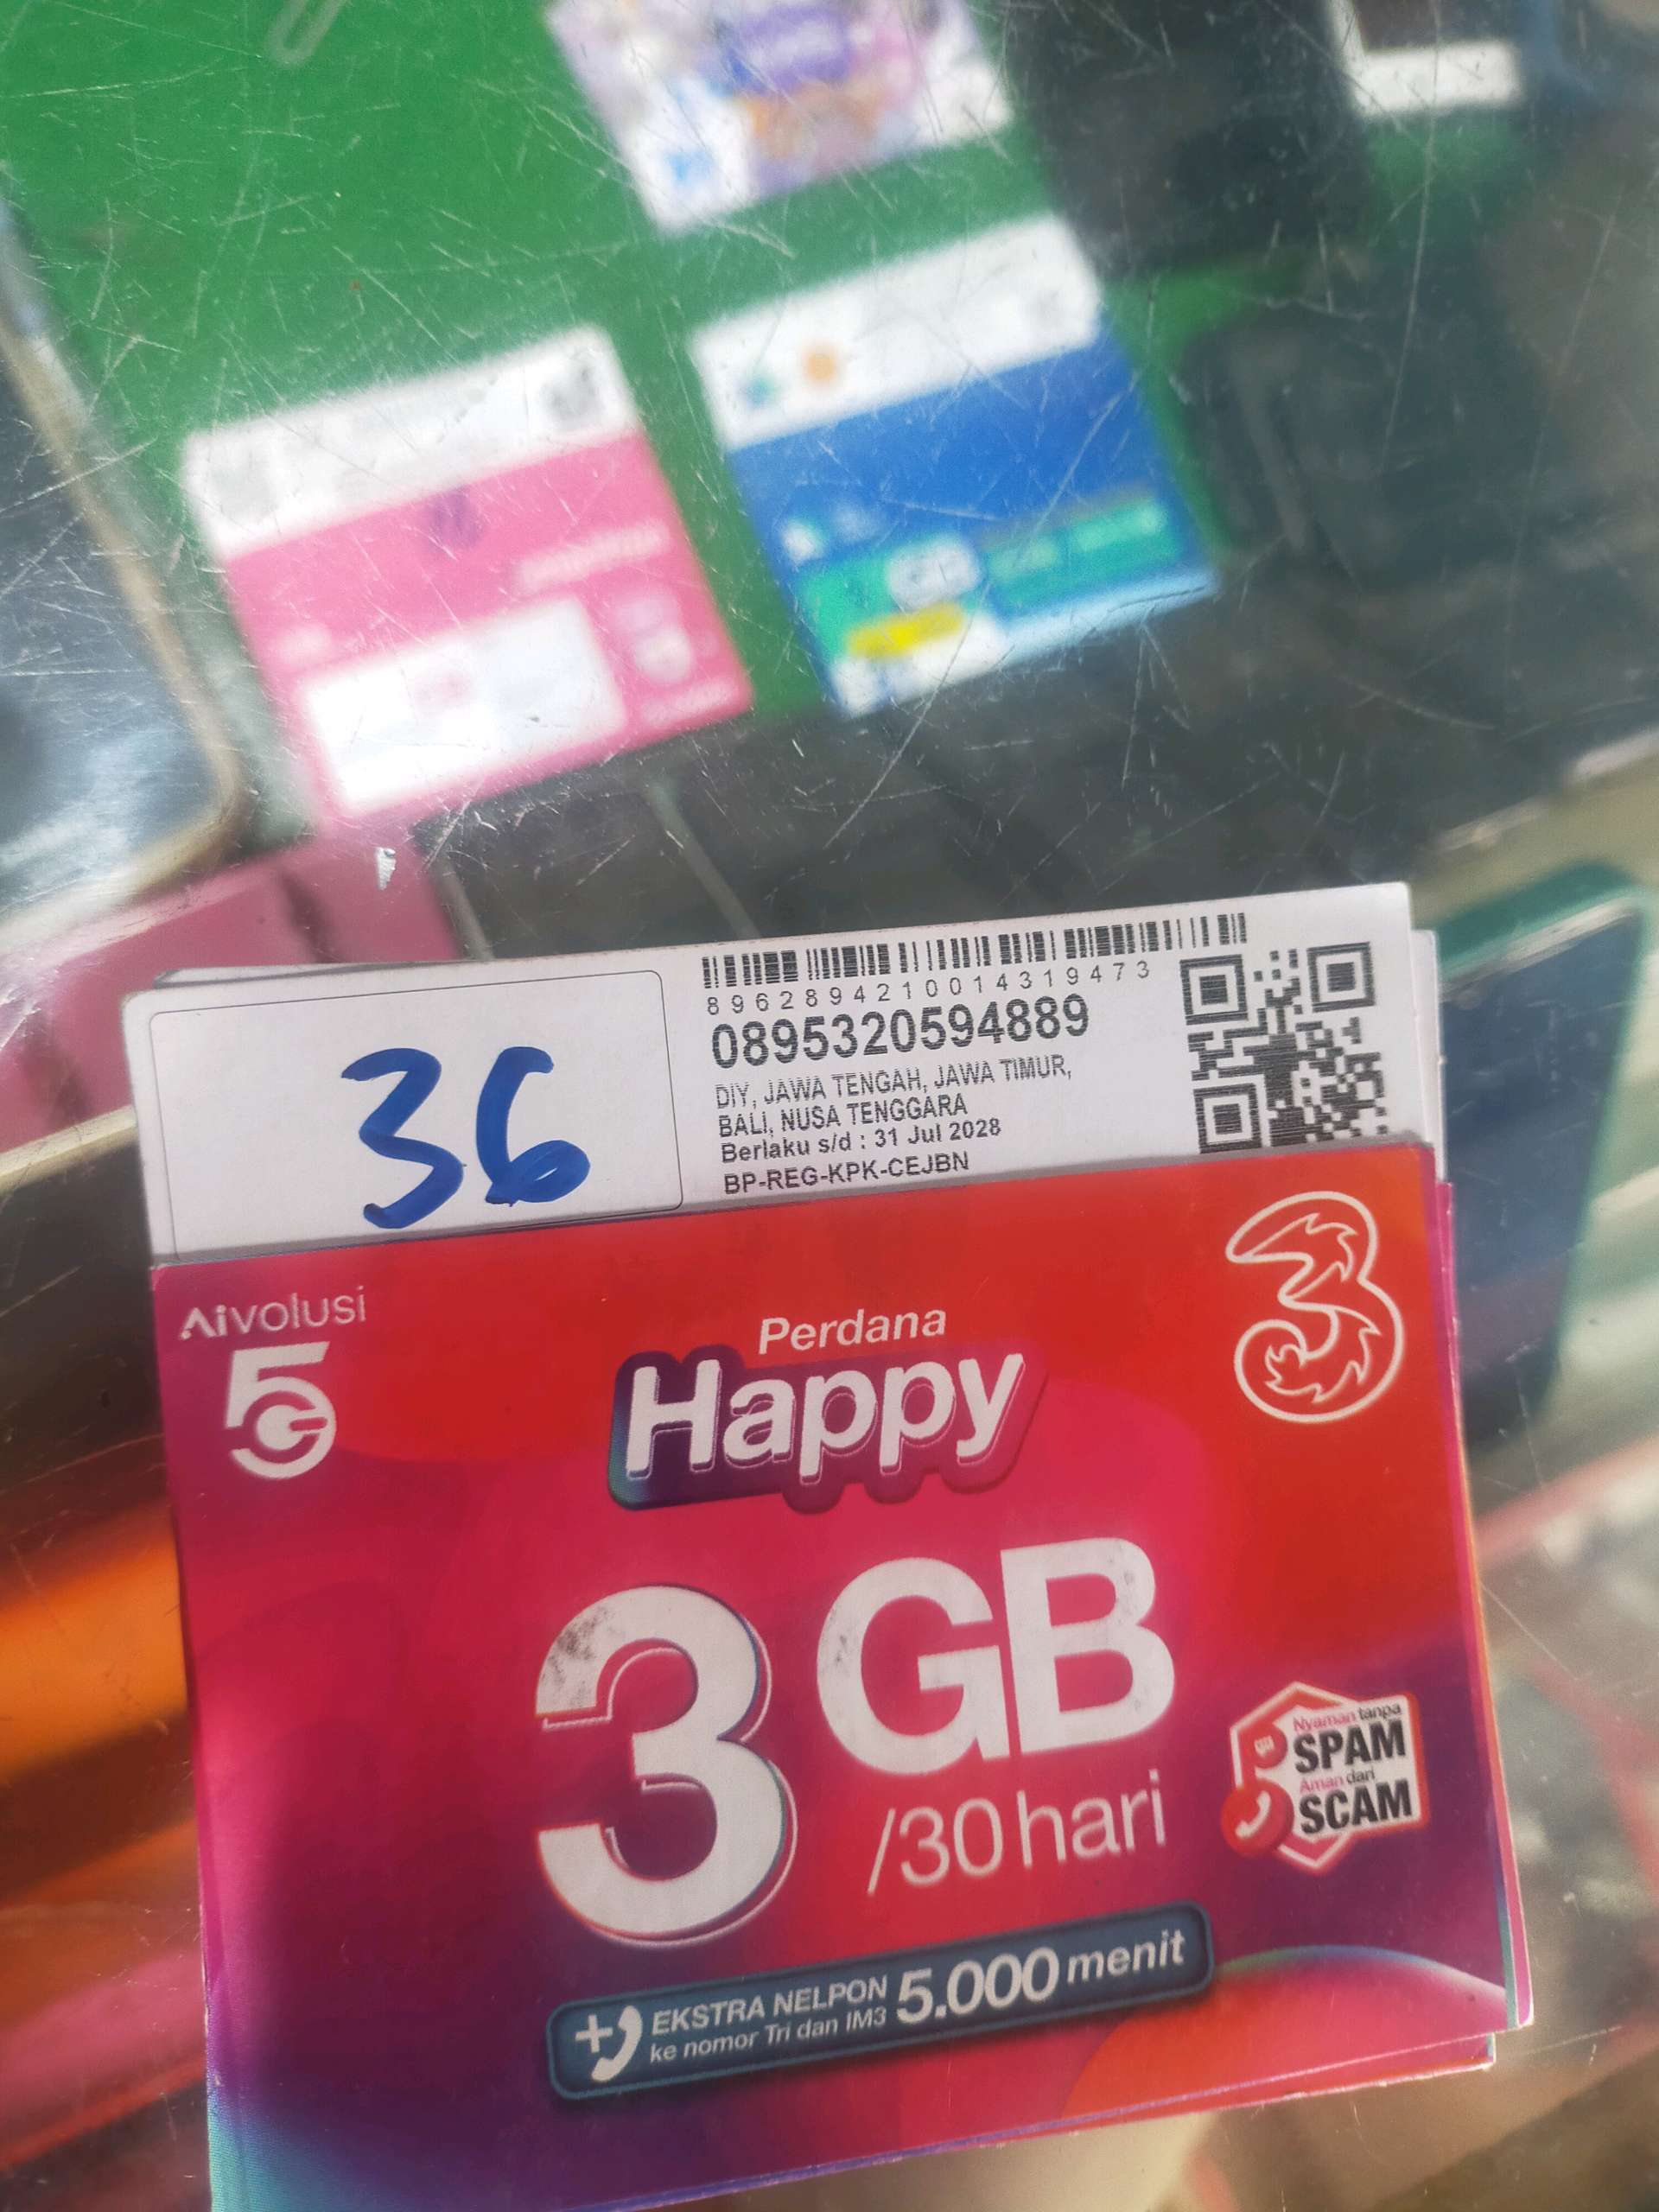 36
8962894210014319473
0895320594889
DIY, JAWA TENGAH, JAWA TIMUR,
BALI, NUSA TENGGARA
Berlaku s/d : 31 Jul 2028
BP-REG-KPK-CEJBN
Aivolusi
5G
3
Perdana
Happy
3 GB
/30 hari
Nyaman tanpa
SPAM
Aman dari
SCAM
EKSTRA NELPON 5.000 menit
ke nomor Tri dan IM3